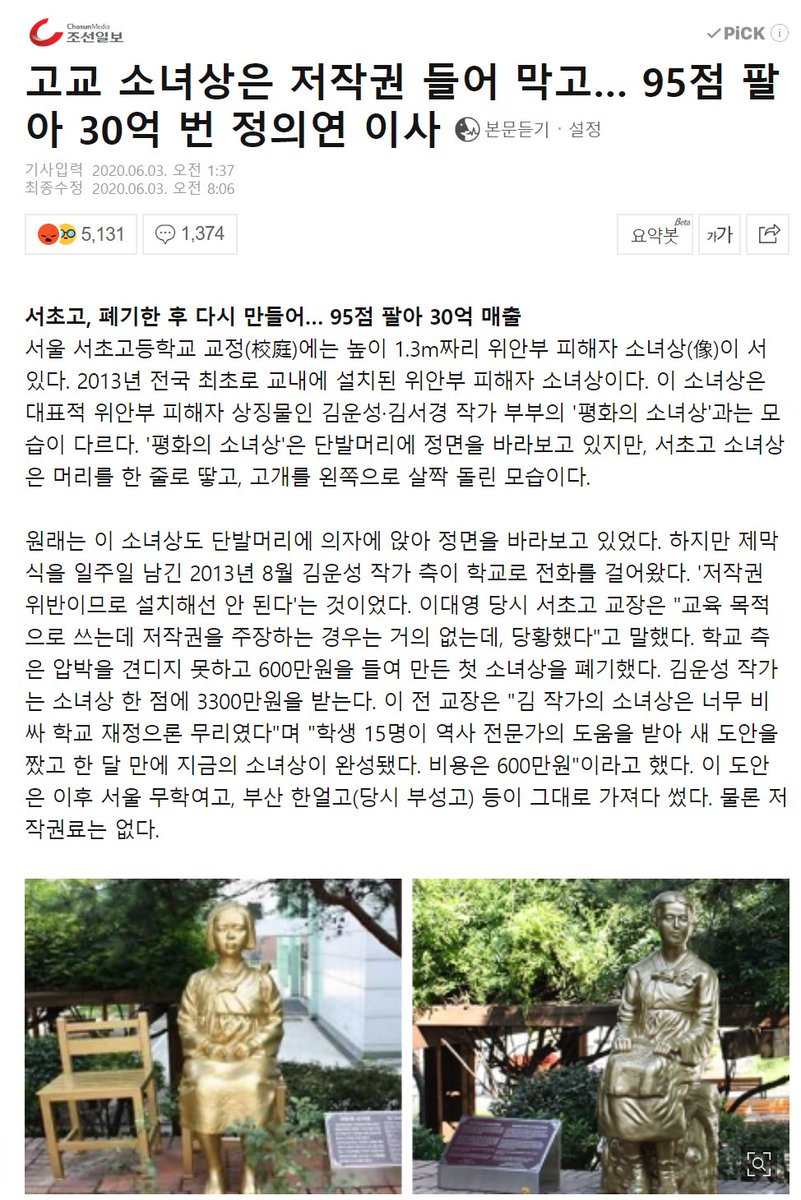 ChosunMedia
조선일보
PiCK
고교 소녀상은 저작권 들어 막고... 95점 팔
아 30억 번 정의연 이사 본문듣기 · 설정
기사입력 2020.06.03. 오전 1:37
최종수정 2020.06.03. 오전 8:06
5,131
1,374
요약봇 Beta
가가
서초고, 폐기한 후 다시 만들어... 95점 팔아 30억 매출
서울 서초고등학교 교정(校庭)에는 높이 1.3m짜리 위안부 피해자 소녀상(像)이 서
있다. 2013년 전국 최초로 교내에 설치된 위안부 피해자 소녀상이다. 이 소녀상은
대표적 위안부 피해자 상징물인 김운성·김서경 작가 부부의 '평화의 소녀상'과는 모
습이 다르다. '평화의 소녀상'은 단발머리에 정면을 바라보고 있지만, 서초고 소녀상
은 머리를 한 줄로 땋고, 고개를 왼쪽으로 살짝 돌린 모습이다.
원래는 이 소녀상도 단발머리에 의자에 앉아 정면을 바라보고 있었다. 하지만 제막
식을 일주일 남긴 2013년 8월 김운성 작가 측이 학교로 전화를 걸어왔다. '저작권
위반이므로 설치해선 안 된다'는 것이었다. 이대영 당시 서초고 교장은 "교육 목적
으로 쓰는데 저작권을 주장하는 경우는 거의 없는데, 당황했다"고 말했다. 학교 측
은 압박을 견디지 못하고 600만원을 들여 만든 첫 소녀상을 폐기했다. 김운성 작가
는 소녀상 한 점에 3300만원을 받는다. 이 전 교장은 "김 작가의 소녀상은 너무 비
싸 학교 재정으론 무리였다"며 "학생 15명이 역사 전문가의 도움을 받아 새 도안을
짰고 한 달 만에 지금의 소녀상이 완성됐다. 비용은 600만원"이라고 했다. 이 도안
은 이후 서울 무학여고, 부산 한얼고(당시 부성고) 등이 그대로 가져다 썼다. 물론 저
작권료는 없다.